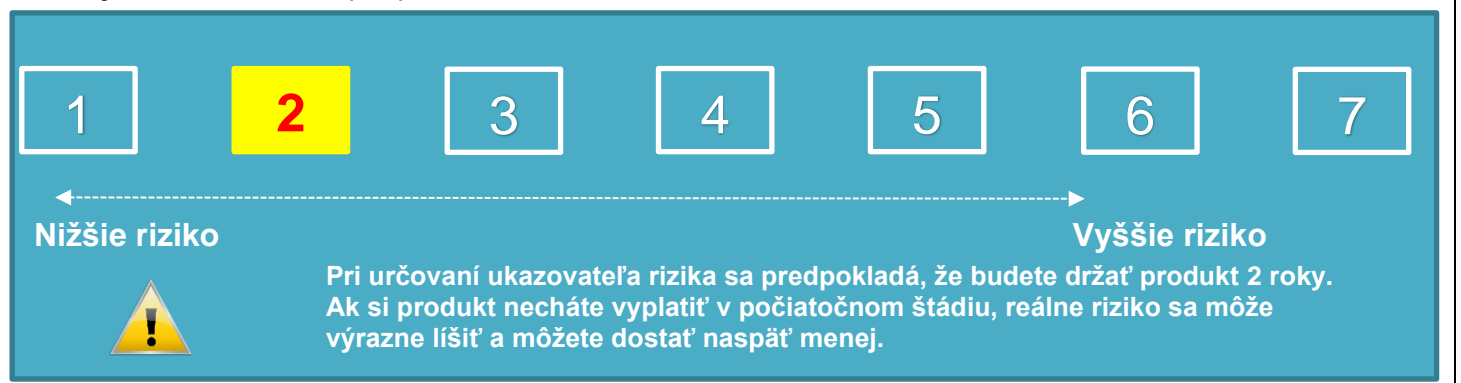 1 2 3 4 5 6 7
Nižšie riziko Vyššie riziko
Pri určovaní ukazovateľa rizika sa predpokladá, že budete držať produkt 2 roky.
Ak si produkt necháte vyplatiť v počiatočnom štádiu, reálne riziko sa môže
výrazne líšiť a môžete dostať naspäť menej.